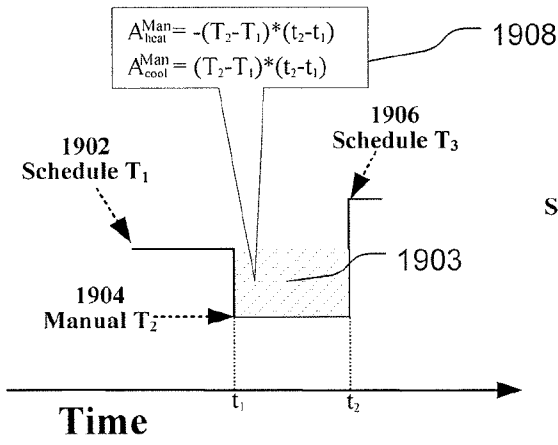 A^Man_heat = -(T₂-T₁)*(t₂-t₁)
A^Man_cool = (T₂-T₁)*(t₂-t₁)
1908
1906
Schedule T₃
1902
Schedule T₁
S
1903
1904
Manual T₂
t₁ t₂
Time